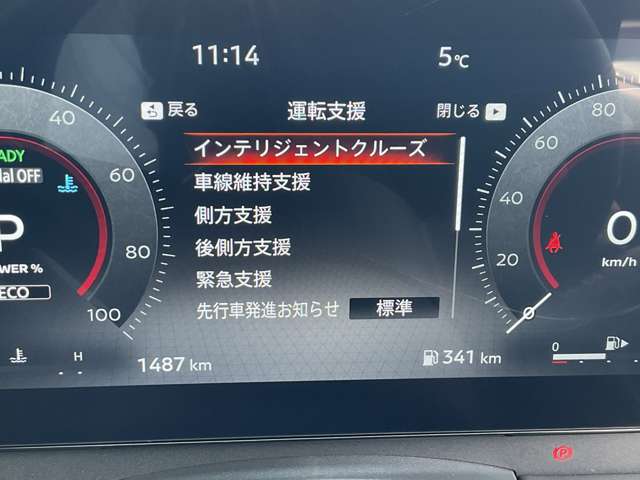 11:14 5℃
戻る 運転支援 閉じる
インテリジェントクルーズ
車線維持支援
側方支援
後側方支援
緊急支援
先行車発進お知らせ 標準
40
60
80
100
EADY
dal OFF
P
OWER %
ECO
H
1487 km
341 km
80
60
40
20
0
0
km/h
0
P